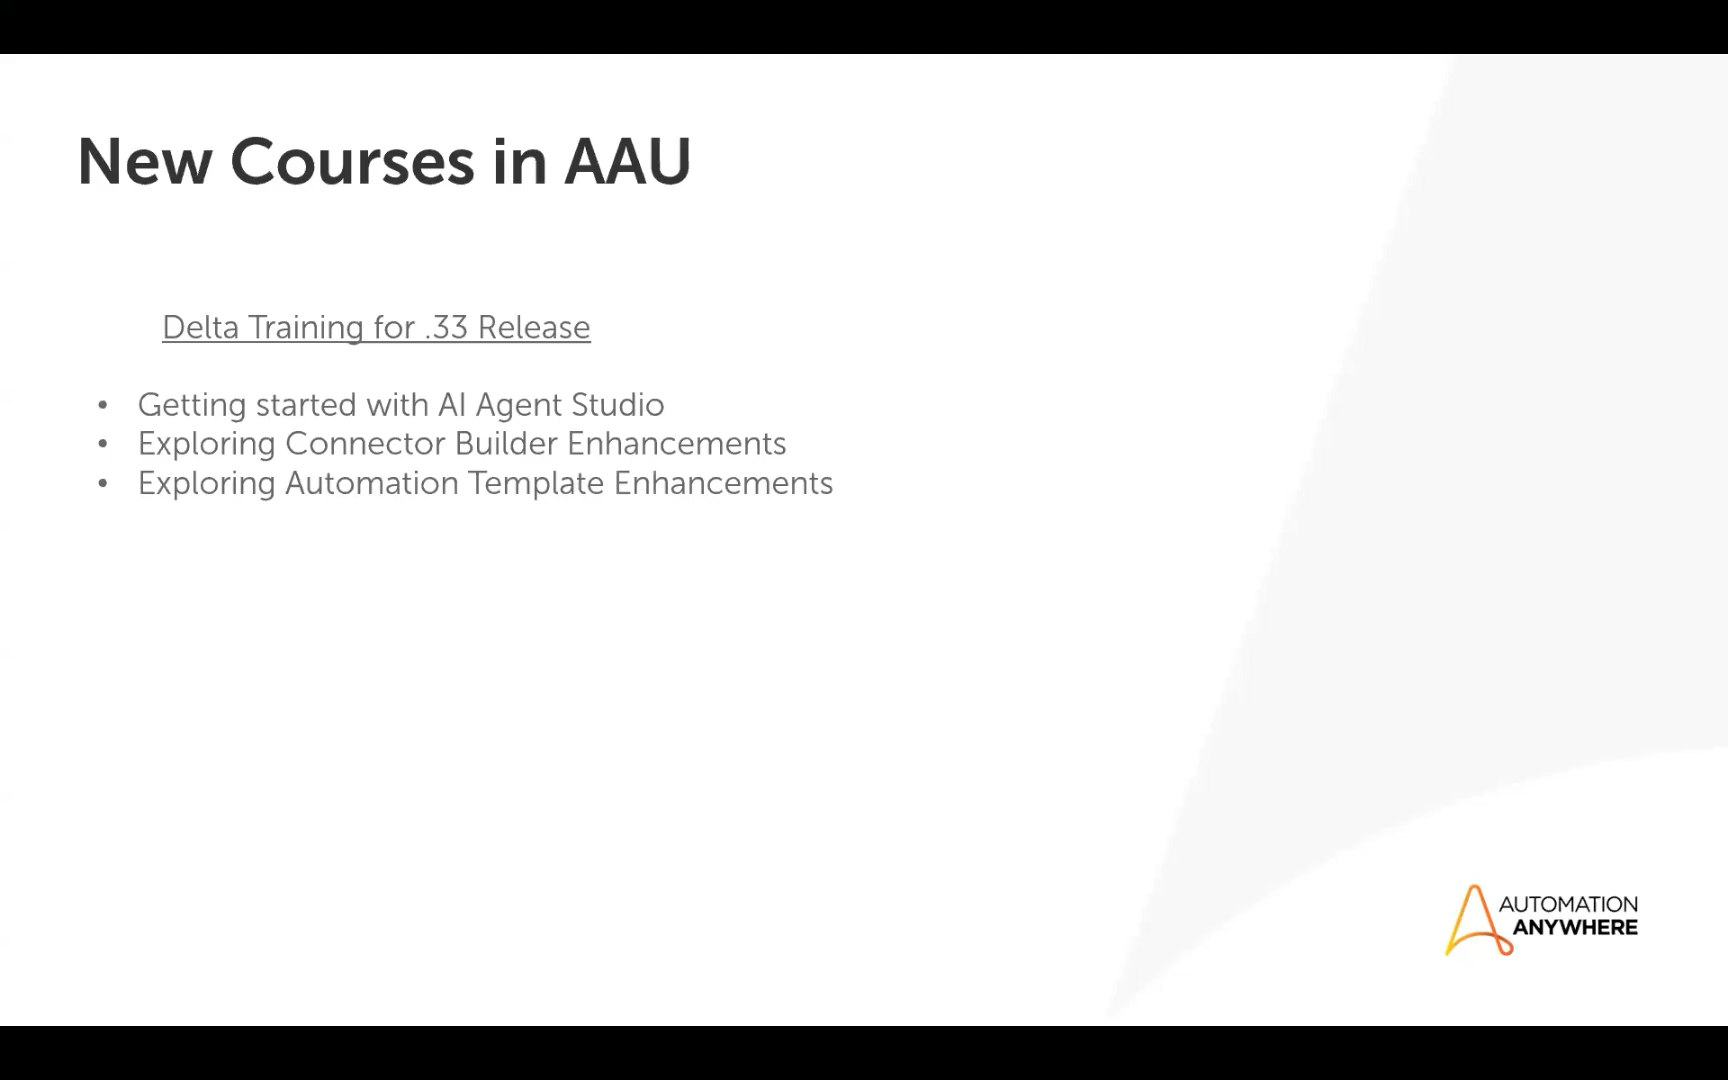 New Courses in AAU
Delta Training for .33 Release
• Getting started with AI Agent Studio
• Exploring Connector Builder Enhancements
• Exploring Automation Template Enhancements
AUTOMATION
ANYWHERE